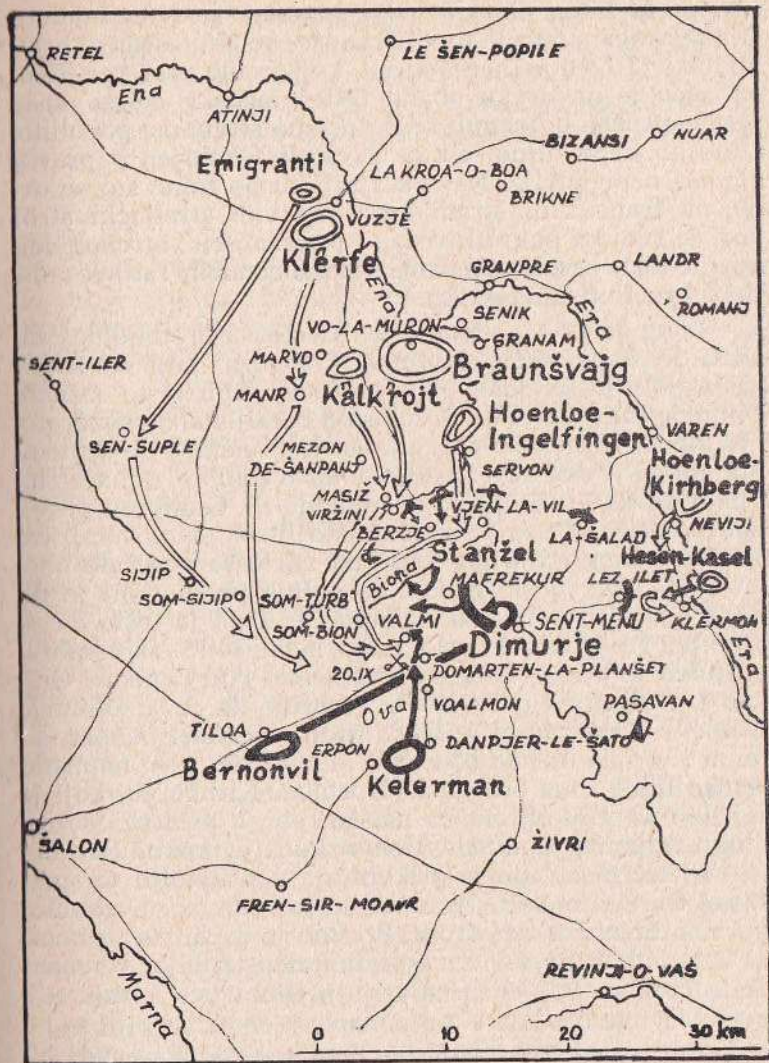 RETEL
LE ŠEN-POPILE
Ena
ATINJI
BIZANSI
NUAR
Emigranti
LA KROA-O-BOA
BRIKNE
VUZJE
Klerfe
Ena
GRANPRE
LANDR
Era
ROMANJ
SENIK
VO-LA-MURON
GRANAM
SENT-ILER
MARVO
Braunšvajg
MANR
Kalkrojt
Hoenloe-
Ingelfingen
SEN-SUPLE
MEZON
DE-ŠANPANJ
SERVON
VAREN
Hoenloe-
Kirhberg
MASIŽ
VIRŽINI
VJEN-LA-VIL
BERZJE
LA-ŠALAD
NEVIJI
Stanžel
Hesen-Kasel
SIJIP
SOM-SIJIP
SOM-TURB
Biona
MAFREKUR
LEZ ILET
KLERMON
SOM-BION
VALMI
SENT-MENU
Era
Dimurje
20.IX
DOMARTEN-LA-PLANŠET
Ova
VOALMON
PASAVAN
TILOA
ERPON
DANPJER-LE-ŠATO
Bernonvil
Kelerman
ŠALON
ŽIVRI
FREN-SIR-MOAUR
Marna
REVINJI-O-VAŠ
0 10 20 30 km